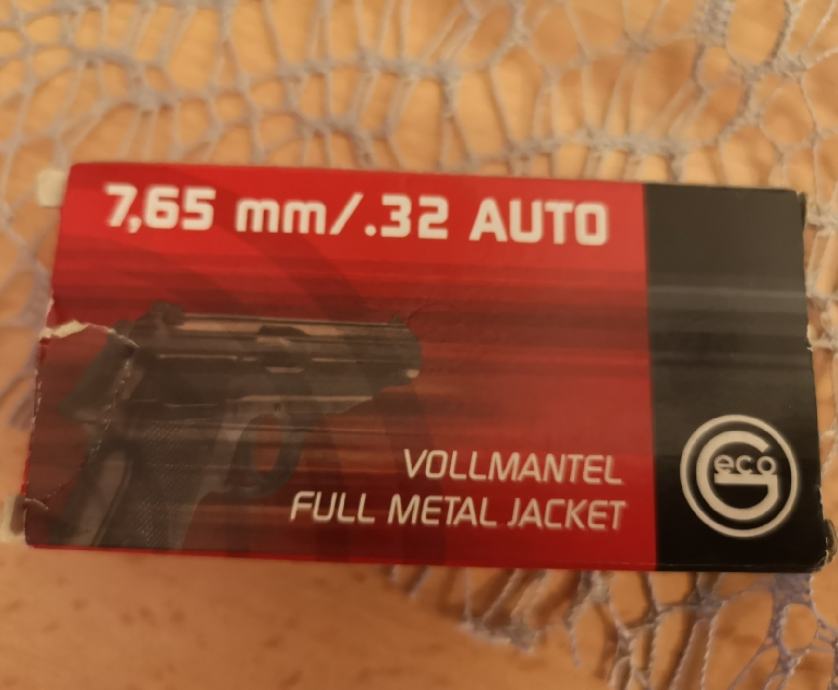 7,65 mm/.32 AUTO
VOLLMANTEL
FULL METAL JACKET
Geco